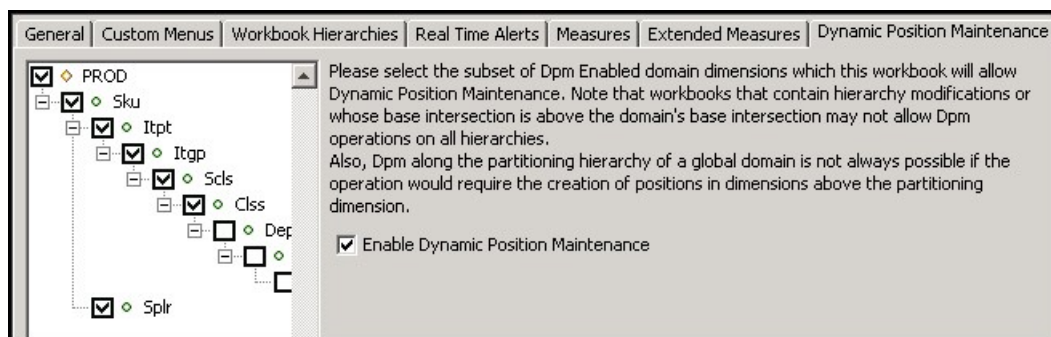 General Custom Menus Workbook Hierarchies Real Time Alerts Measures Extended Measures Dynamic Position Maintenance
PROD
Sku
Itpt
Itgp
Scls
Clss
Dep
Splr
Please select the subset of Dpm Enabled domain dimensions which this workbook will allow
Dynamic Position Maintenance. Note that workbooks that contain hierarchy modifications or
whose base intersection is above the domain's base intersection may not allow Dpm
operations on all hierarchies.
Also, Dpm along the partitioning hierarchy of a global domain is not always possible if the
operation would require the creation of positions in dimensions above the partitioning
dimension.
Enable Dynamic Position Maintenance